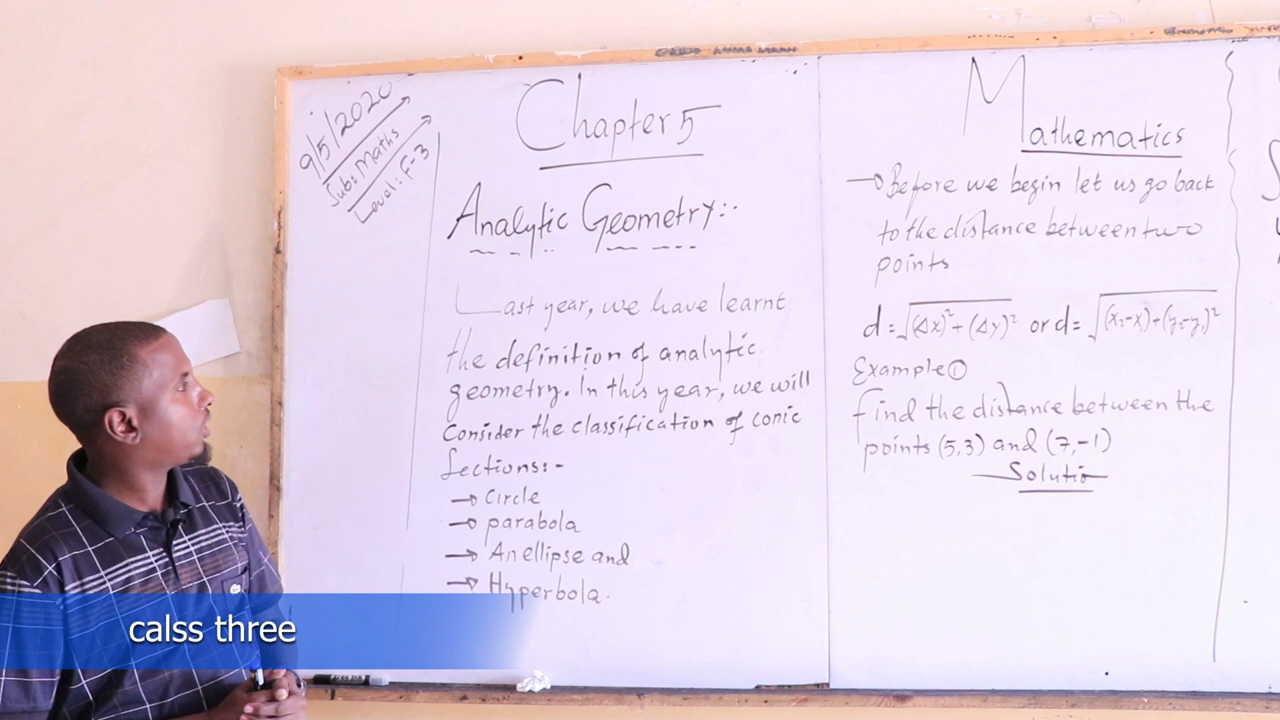 9/5/2020
Sub: Maths
Level: F-3
Chapter 5
Analytic Geometry:-
Last year, we have learnt
the definition of analytic
geometry. In this year, we will
Consider the classification of conic
Sections:-
→ Circle
→ parabola
→ An ellipse and
→ Hyperbola.
Mathematics
→ Before we begin let us go back
to the distance between two
points
d = √(Δx)² + (Δy)² or d = √(x₂-x)+(y₂-y₁)²
Example ①
find the distance between the
points (5,3) and (7,-1)
Solutio
calss three